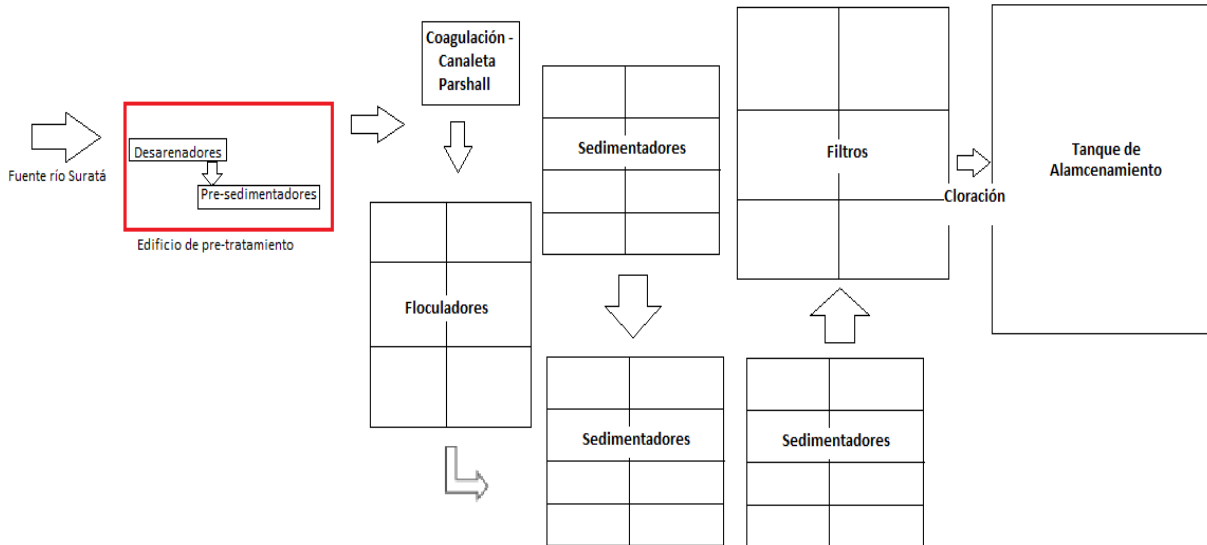 Fuente río Suratá
Desarenadores
Pre-sedimentadores
Edificio de pre-tratamiento
Coagulación -
Canaleta
Parshall
Floculadores
Sedimentadores
Sedimentadores
Sedimentadores
Filtros
Cloración
Tanque de
Alamcenamiento